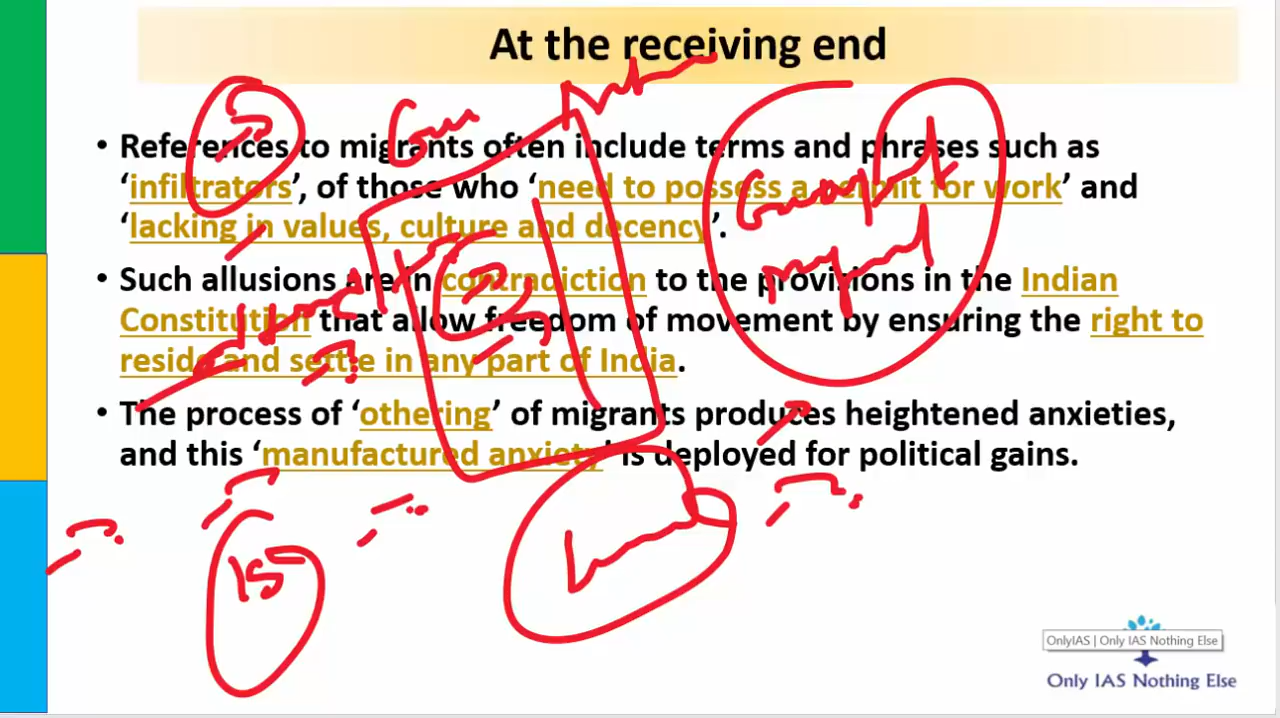 At the receiving end
• References to migrants often include terms and phrases such as
‘infiltrators’, of those who ‘need to possess a permit for work’ and
‘lacking in values, culture and decency’.
• Such allusions are in contradiction to the provisions in the Indian
Constitution that allow freedom of movement by ensuring the right to
reside and settle in any part of India.
• The process of ‘othering’ of migrants produces heightened anxieties,
and this ‘manufactured anxiety’ is deployed for political gains.
15
OnlyIAS | Only IAS Nothing Else
Only IAS Nothing Else